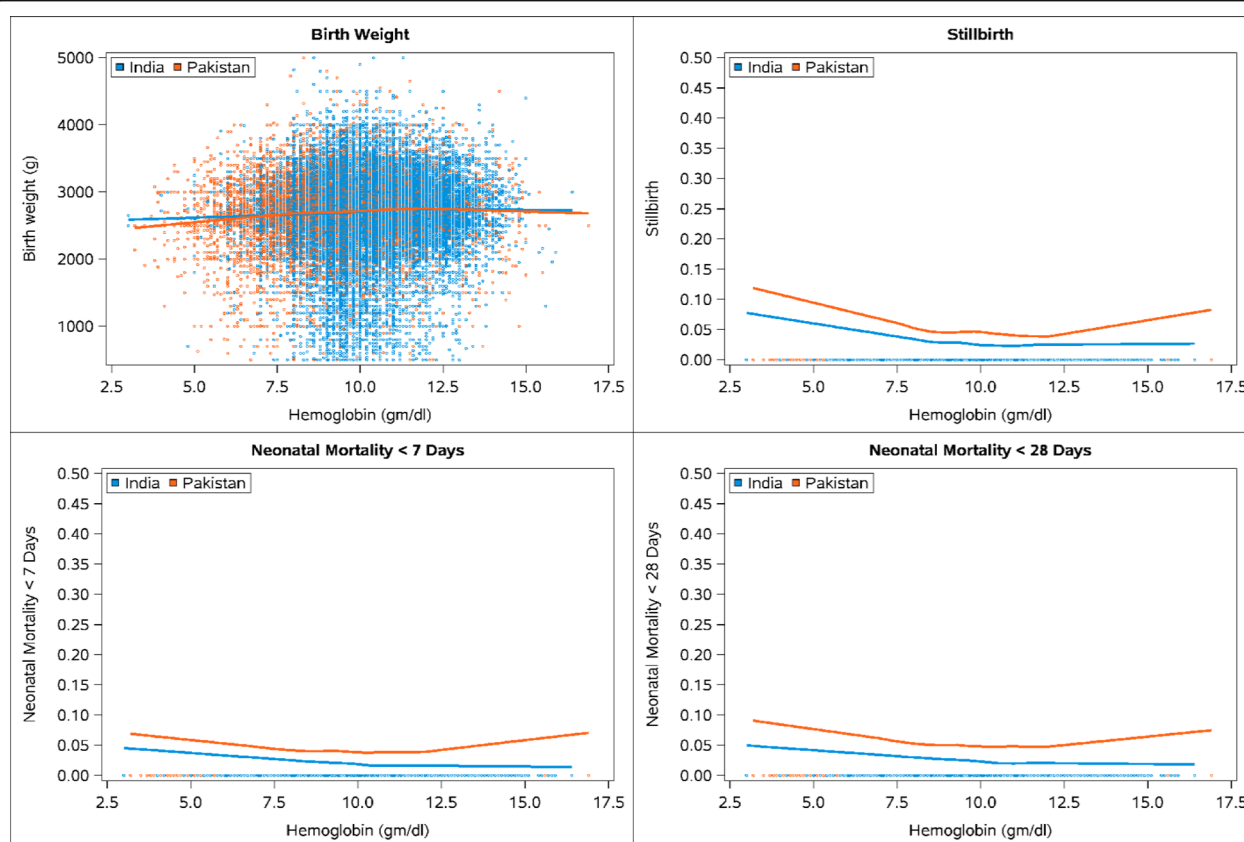 Birth Weight
India Pakistan
5000
4000
3000
2000
1000
Birth weight (g)
2.5 5.0 7.5 10.0 12.5 15.0 17.5
Hemoglobin (gm/dl)
Stillbirth
India Pakistan
0.50
0.45
0.40
0.35
0.30
0.25
0.20
0.15
0.10
0.05
0.00
Stillbirth
2.5 5.0 7.5 10.0 12.5 15.0 17.5
Hemoglobin (gm/dl)
Neonatal Mortality < 7 Days
India Pakistan
0.50
0.45
0.40
0.35
0.30
0.25
0.20
0.15
0.10
0.05
0.00
Neonatal Mortality < 7 Days
2.5 5.0 7.5 10.0 12.5 15.0 17.5
Hemoglobin (gm/dl)
Neonatal Mortality < 28 Days
India Pakistan
0.50
0.45
0.40
0.35
0.30
0.25
0.20
0.15
0.10
0.05
0.00
Neonatal Mortality < 28 Days
2.5 5.0 7.5 10.0 12.5 15.0 17.5
Hemoglobin (gm/dl)